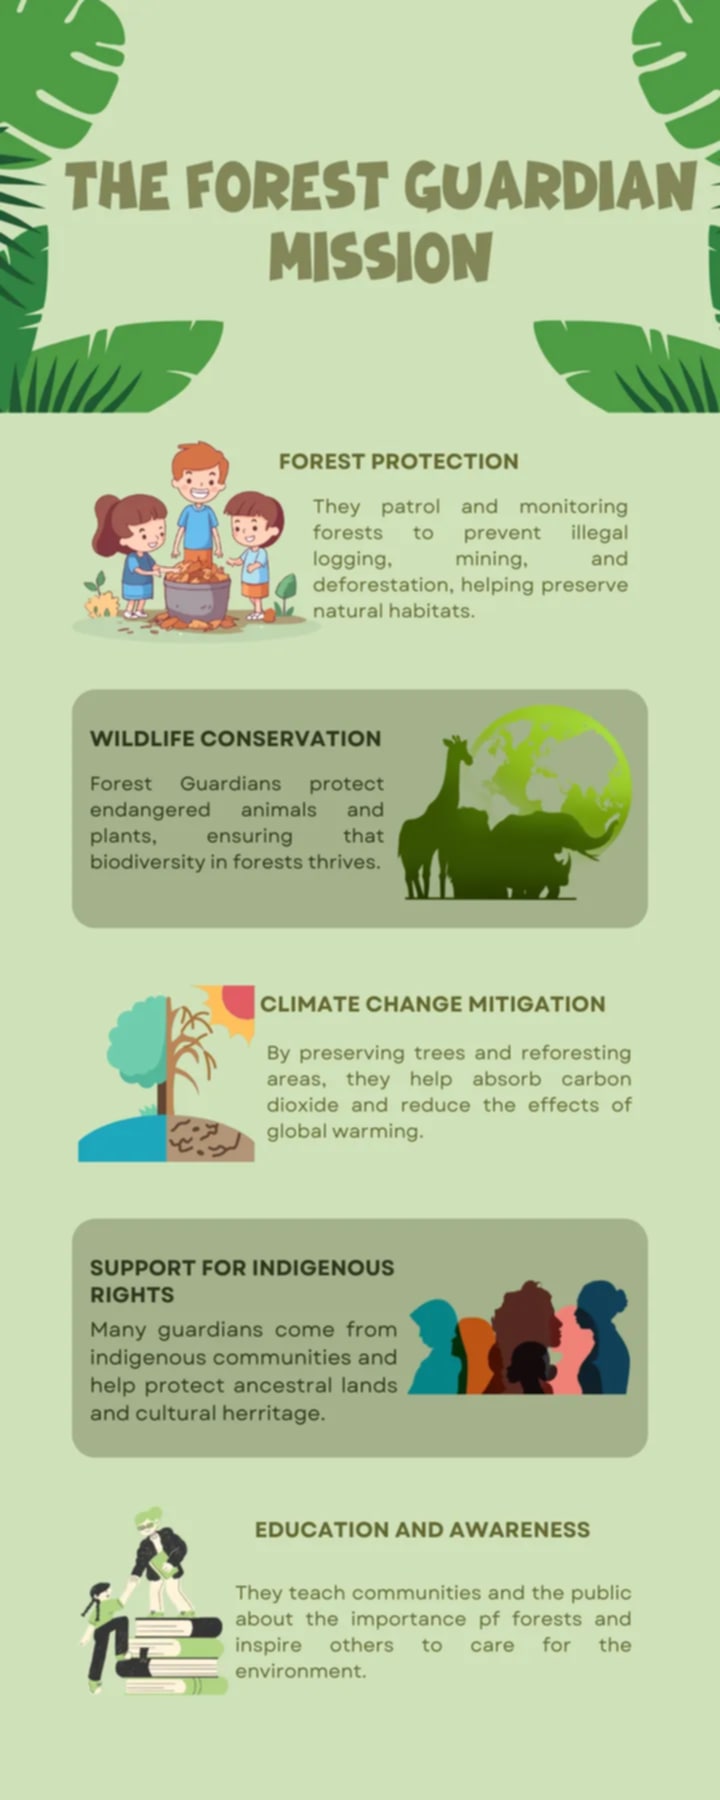 THE FOREST GUARDIAN
MISSION
FOREST PROTECTION
They patrol and monitoring
forests to prevent illegal
logging, mining, and
deforestation, helping preserve
natural habitats.
WILDLIFE CONSERVATION
Forest Guardians protect
endangered animals and
plants, ensuring that
biodiversity in forests thrives.
CLIMATE CHANGE MITIGATION
By preserving trees and reforesting
areas, they help absorb carbon
dioxide and reduce the effects of
global warming.
SUPPORT FOR INDIGENOUS
RIGHTS
Many guardians come from
indigenous communities and
help protect ancestral lands
and cultural herritage.
EDUCATION AND AWARENESS
They teach communities and the public
about the importance pf forests and
inspire others to care for the
environment.